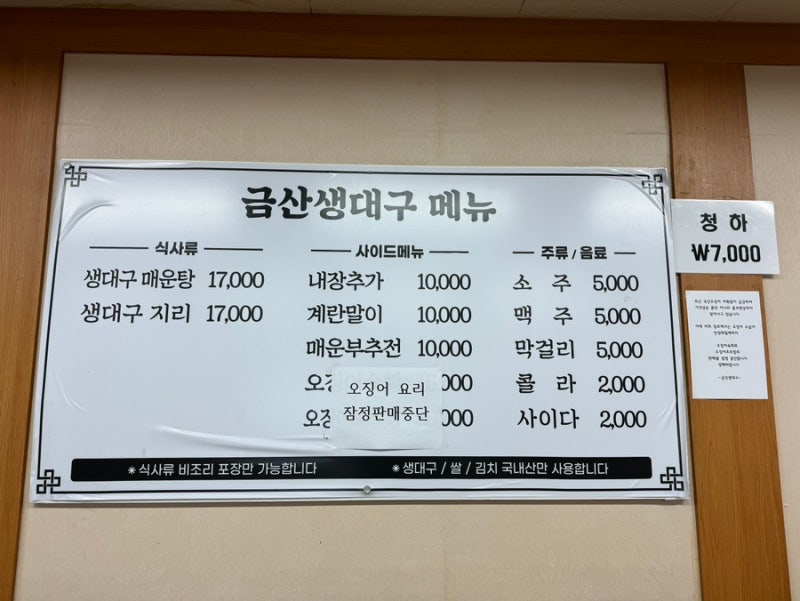 금산생대구 메뉴
식사류
생대구 매운탕 17,000
생대구 지리 17,000
사이드메뉴
내장추가 10,000
계란말이 10,000
매운부추전 10,000
오징어 요리
잠정판매중단
주류 / 음료
소 주 5,000
맥 주 5,000
막걸리 5,000
콜 라 2,000
사이다 2,000
※ 식사류 비조리 포장만 가능합니다
※ 생대구 / 쌀 / 김치 국내산만 사용합니다
청 하
₩7,000
-금산생대구-